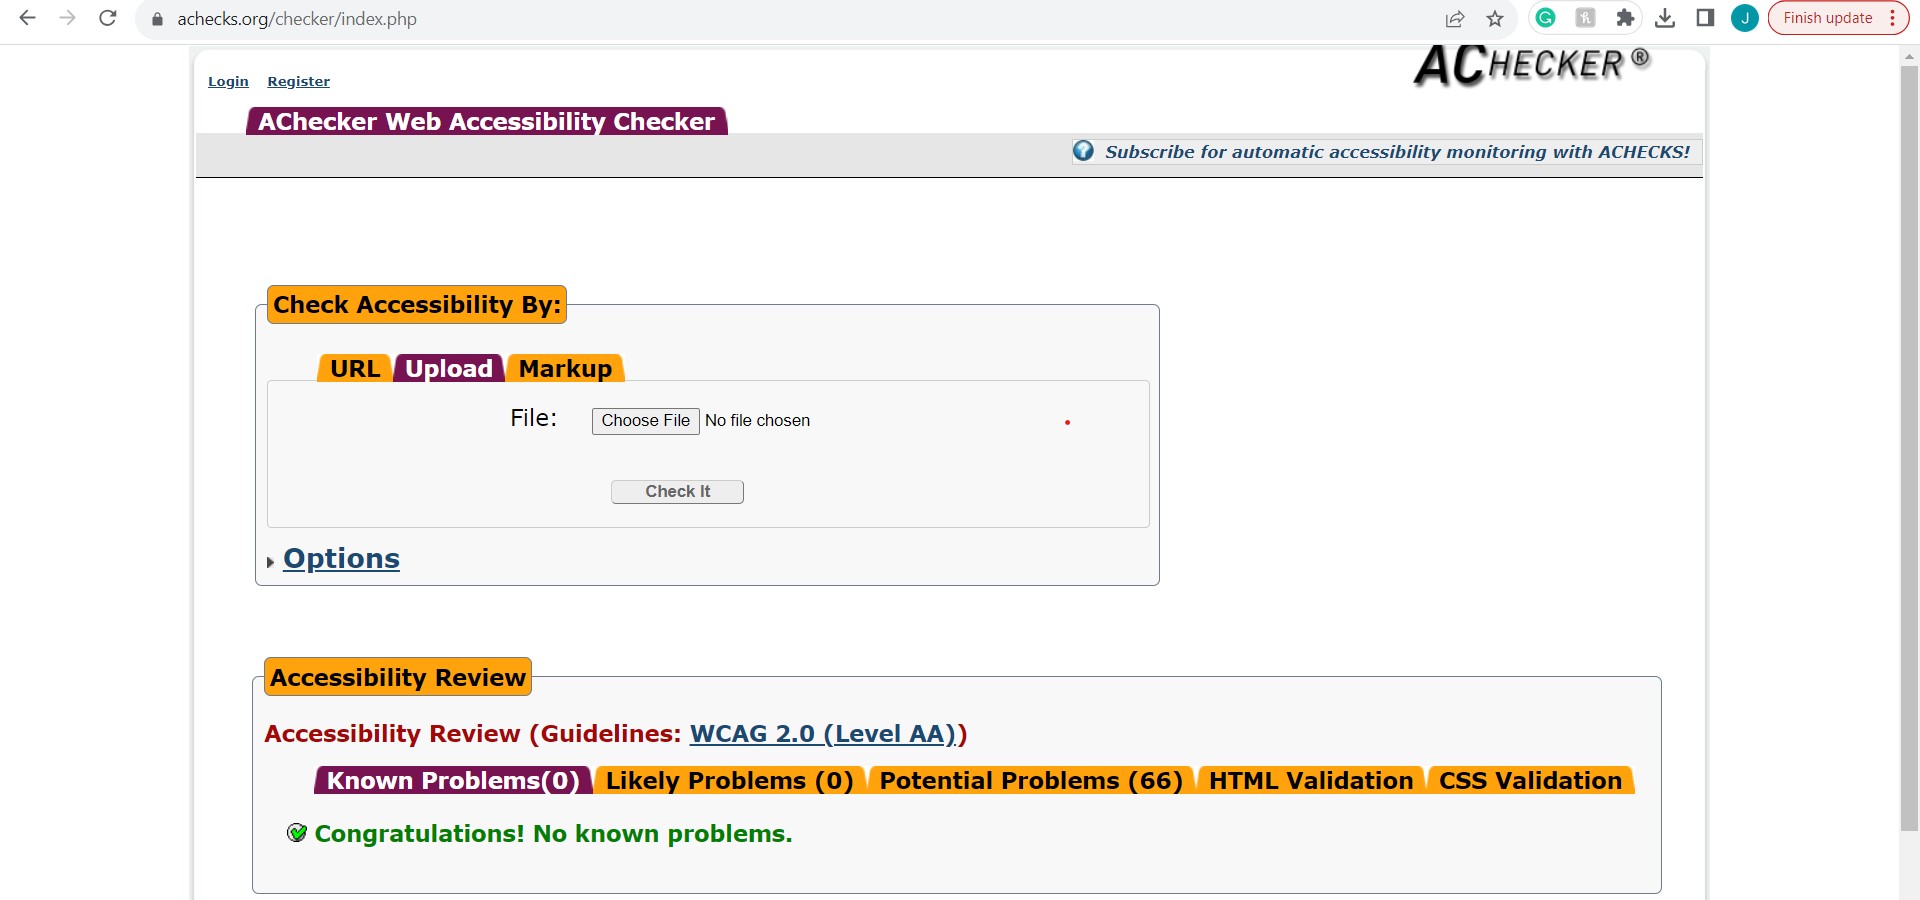 achecks.org/checker/index.php
J
Finish update
ACHECKER ®
Login Register
AChecker Web Accessibility Checker
Subscribe for automatic accessibility monitoring with ACHECKS!
Check Accessibility By:
URL Upload Markup
File: Choose File No file chosen
Check It
Options
Accessibility Review
Accessibility Review (Guidelines: WCAG 2.0 (Level AA))
Known Problems(0) Likely Problems (0) Potential Problems (66) HTML Validation CSS Validation
Congratulations! No known problems.